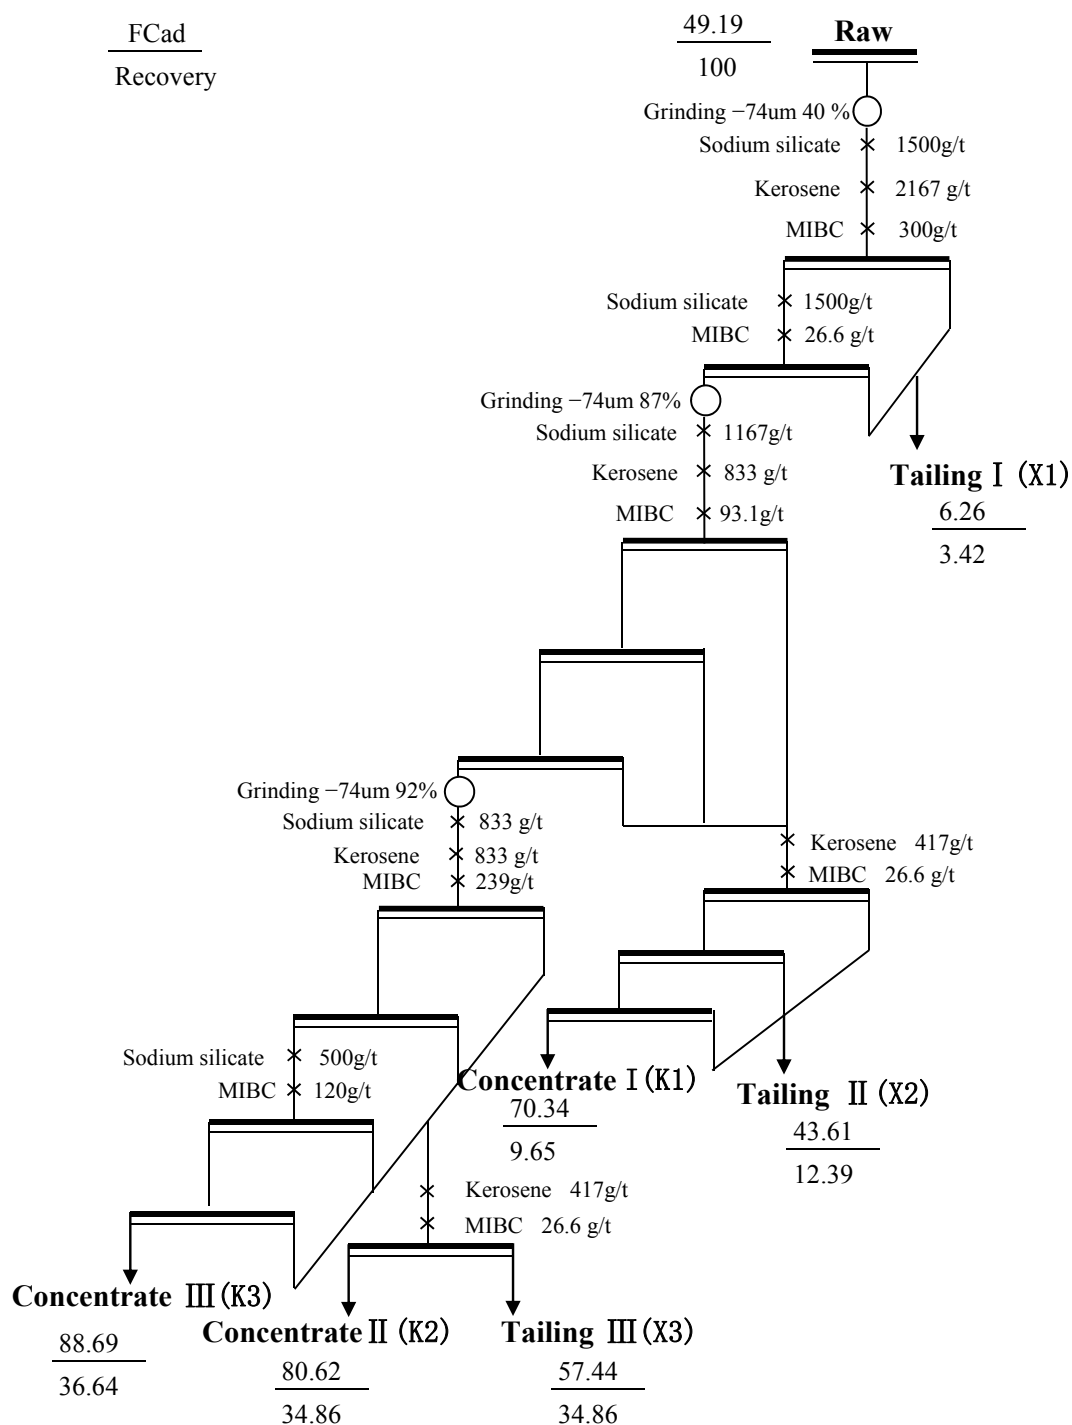 FCad
Recovery
49.19
100
Raw
Grinding −74um 40 %
Sodium silicate 1500g/t
Kerosene 2167 g/t
MIBC 300g/t
Sodium silicate 1500g/t
MIBC 26.6 g/t
Grinding −74um 87%
Sodium silicate 1167g/t
Kerosene 833 g/t
MIBC 93.1g/t
Tailing Ⅰ (X1)
6.26
3.42
Grinding −74um 92%
Sodium silicate 833 g/t
Kerosene 833 g/t
MIBC 239g/t
Kerosene 417g/t
MIBC 26.6 g/t
Sodium silicate 500g/t
MIBC 120g/t
Concentrate Ⅰ (K1)
70.34
9.65
Tailing Ⅱ (X2)
43.61
12.39
Kerosene 417g/t
MIBC 26.6 g/t
Concentrate Ⅲ (K3)
88.69
36.64
Concentrate Ⅱ (K2)
80.62
34.86
Tailing Ⅲ (X3)
57.44
34.86